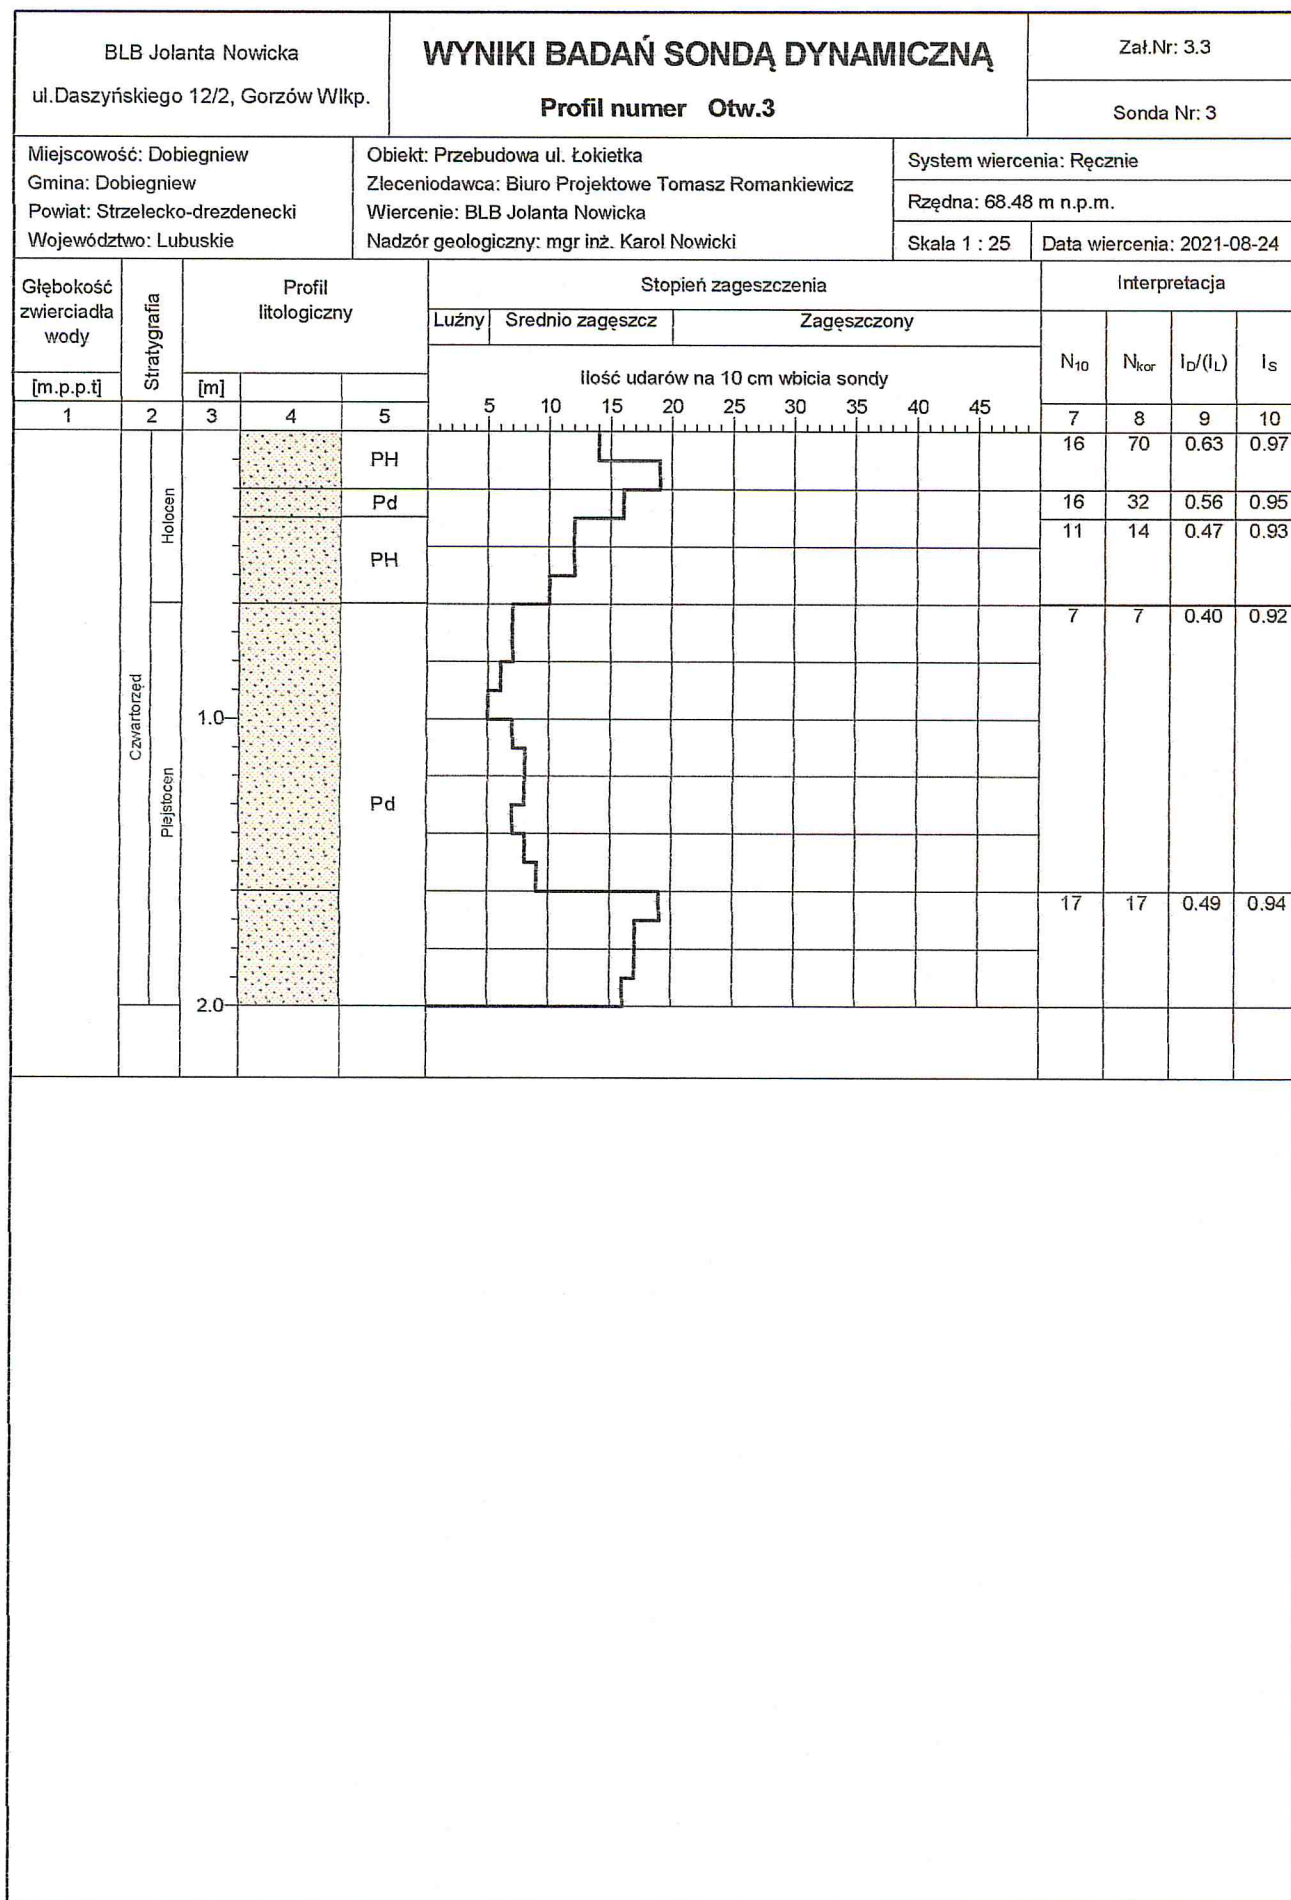 BLB Jolanta Nowicka
ul.Daszyńskiego 12/2, Gorzów Wlkp.
WYNIKI BADAŃ SONDĄ DYNAMICZNĄ
Profil numer Otw.3
Zał.Nr: 3.3
Sonda Nr: 3
Miejscowość: Dobiegniew
Gmina: Dobiegniew
Powiat: Strzelecko-drezdenecki
Województwo: Lubuskie
Obiekt: Przebudowa ul. Łokietka
Zleceniodawca: Biuro Projektowe Tomasz Romankiewicz
Wiercenie: BLB Jolanta Nowicka
Nadzór geologiczny: mgr inż. Karol Nowicki
System wiercenia: Ręcznie
Rzędna: 68.48 m n.p.m.
Skala 1 : 25
Data wiercenia: 2021-08-24
Głębokość
zwierciadła
wody
[m.p.p.t]
Stratygrafia
Profil
litologiczny
[m]
Stopień zageszczenia
Luźny Srednio zagęszcz Zagęszczony
Ilość udarów na 10 cm wbicia sondy
5 10 15 20 25 30 35 40 45
Interpretacja
N10 Nkor ID/(IL) IS
1 2 3 4 5 7 8 9 10
Czwartorzęd
Holocen
Plejstocen
1.0
2.0
PH
Pd
PH
Pd
16 70 0.63 0.97
16 32 0.56 0.95
11 14 0.47 0.93
7 7 0.40 0.92
17 17 0.49 0.94